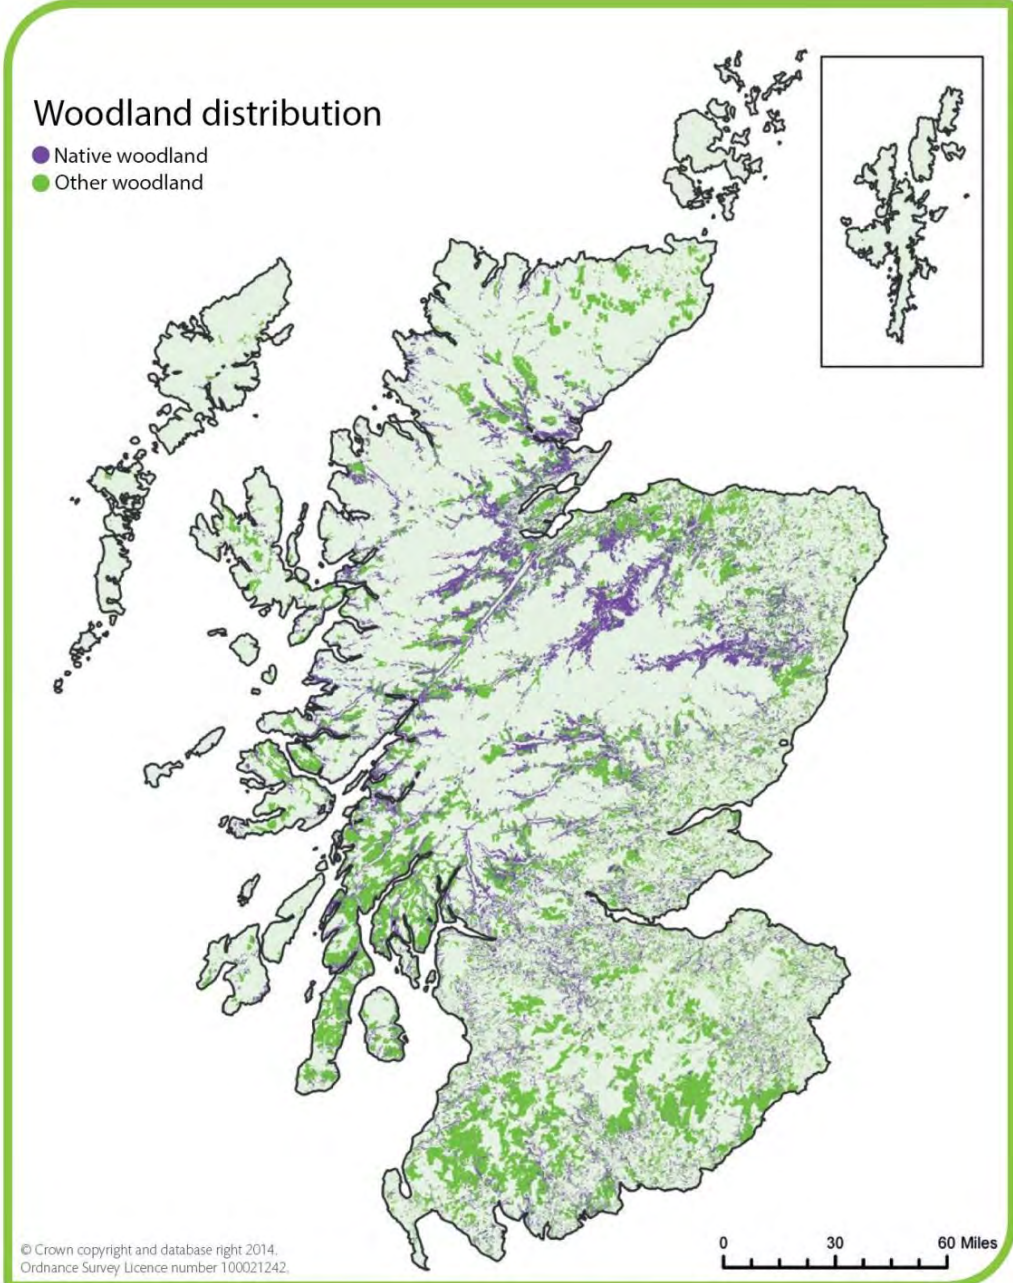 Woodland distribution
Native woodland
Other woodland
© Crown copyright and database right 2014.
Ordnance Survey Licence number 100021242.
0 30 60 Miles